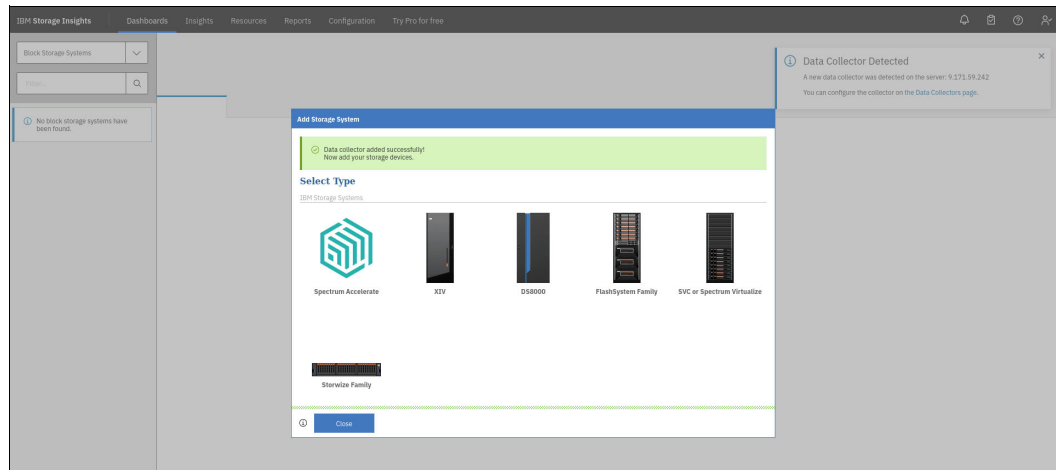 IBM Storage Insights
Dashboards
Insights
Resources
Reports
Configuration
Try Pro for free
Block Storage Systems
Filter...
No block storage systems have
been found.
Data Collector Detected
A new data collector was detected on the server: 9.171.59.242
You can configure the collector on the Data Collectors page.
Add Storage System
Data collector added successfully!
Now add your storage devices.
Select Type
IBM Storage Systems
Spectrum Accelerate
XIV
DS8000
FlashSystem Family
SVC or Spectrum Virtualize
Storwize Family
Close